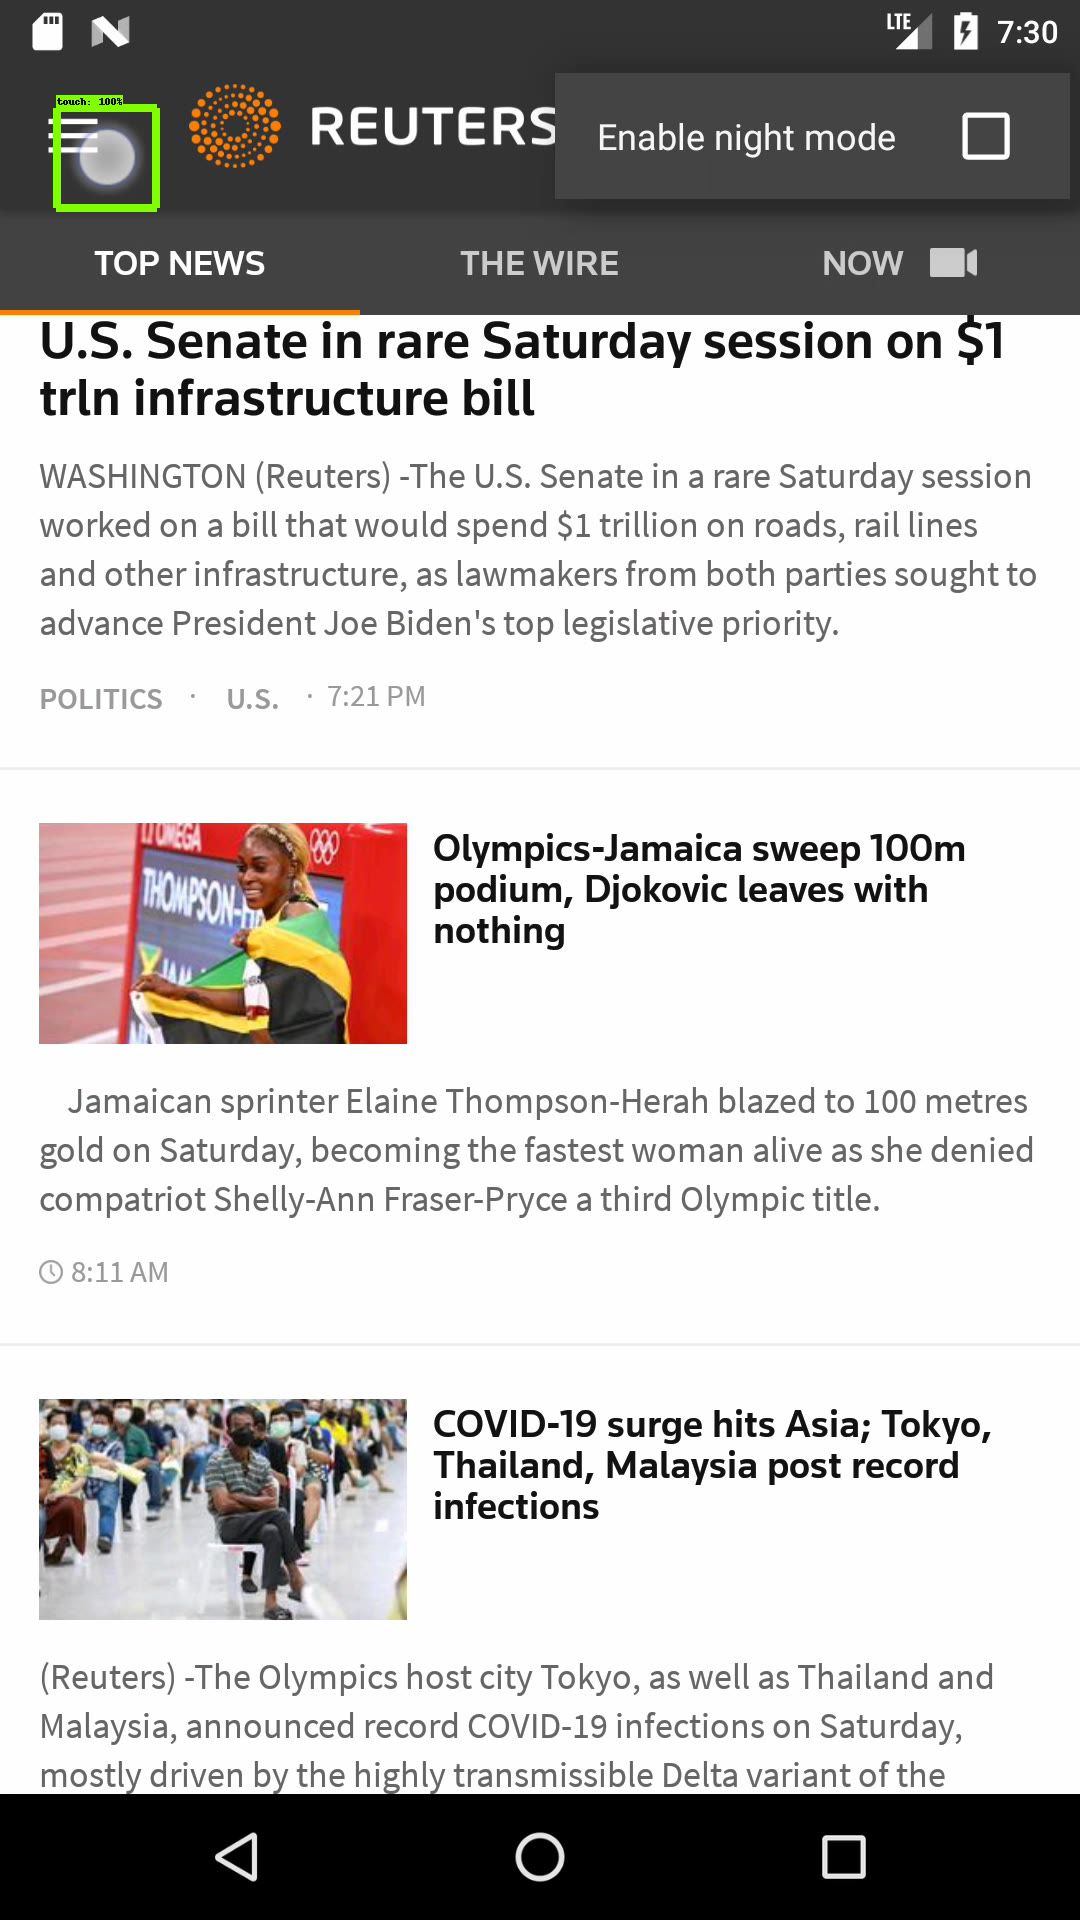 LTE 7:30
touch: 100%
REUTERS
Enable night mode
TOP NEWS THE WIRE NOW
U.S. Senate in rare Saturday session on $1
trln infrastructure bill
WASHINGTON (Reuters) -The U.S. Senate in a rare Saturday session
worked on a bill that would spend $1 trillion on roads, rail lines
and other infrastructure, as lawmakers from both parties sought to
advance President Joe Biden's top legislative priority.
POLITICS · U.S. · 7:21 PM
OMEGA
THOMPSON-H
JAM
Olympics-Jamaica sweep 100m
podium, Djokovic leaves with
nothing
Jamaican sprinter Elaine Thompson-Herah blazed to 100 metres
gold on Saturday, becoming the fastest woman alive as she denied
compatriot Shelly-Ann Fraser-Pryce a third Olympic title.
8:11 AM
COVID-19 surge hits Asia; Tokyo,
Thailand, Malaysia post record
infections
(Reuters) -The Olympics host city Tokyo, as well as Thailand and
Malaysia, announced record COVID-19 infections on Saturday,
mostly driven by the highly transmissible Delta variant of the